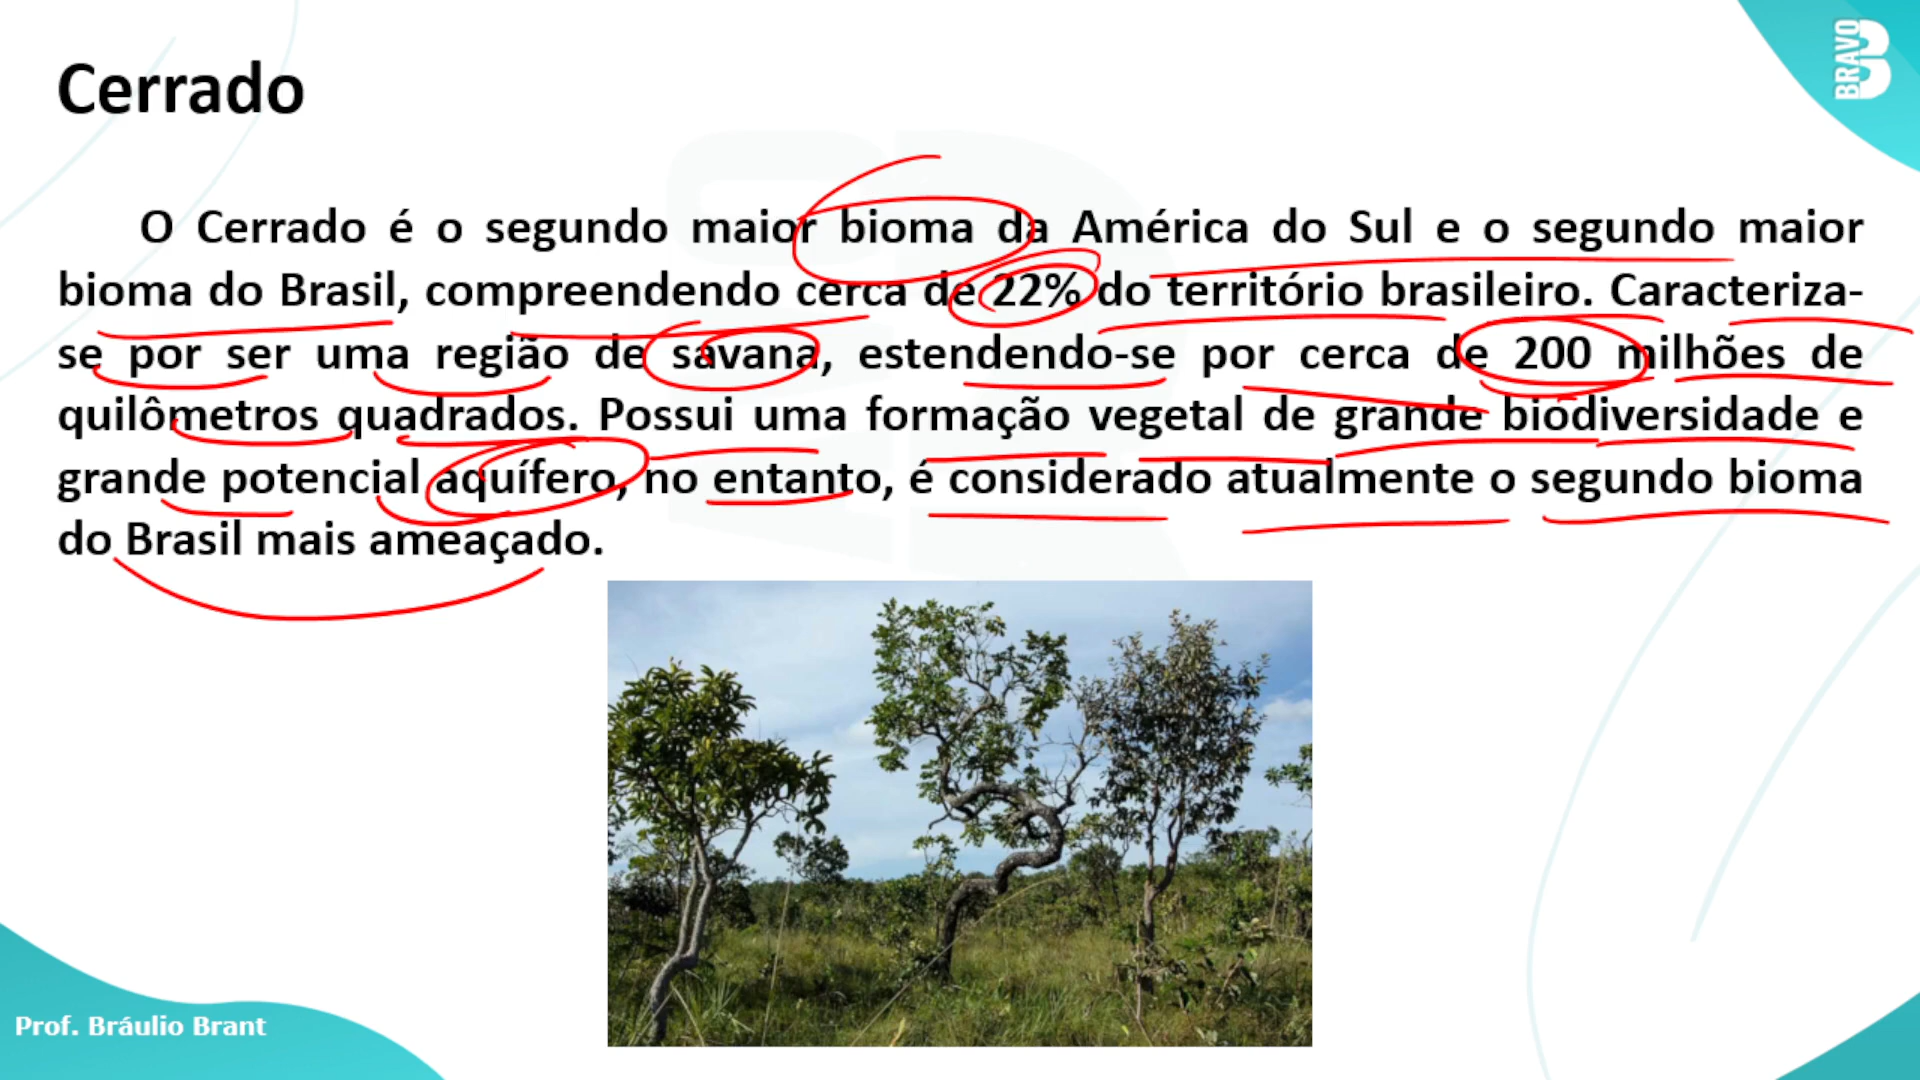 BRAVO
Cerrado
O Cerrado é o segundo maior bioma da América do Sul e o segundo maior
bioma do Brasil, compreendendo cerca de 22% do território brasileiro. Caracteriza-
se por ser uma região de savana, estendendo-se por cerca de 200 milhões de
quilômetros quadrados. Possui uma formação vegetal de grande biodiversidade e
grande potencial aquífero, no entanto, é considerado atualmente o segundo bioma
do Brasil mais ameaçado.
Prof. Bráulio Brant